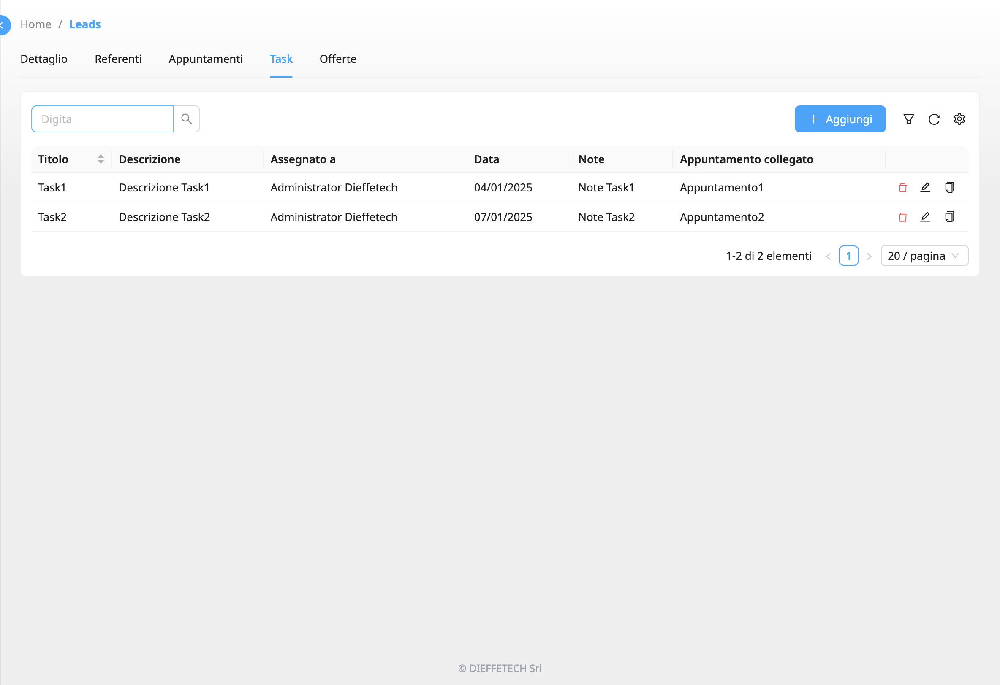 Home / Leads
Dettaglio Referenti Appuntamenti Task Offerte
Digita Aggiungi
Titolo Descrizione Assegnato a Data Note Appuntamento collegato
Task1 Descrizione Task1 Administrator Dieffetech 04/01/2025 Note Task1 Appuntamento1
Task2 Descrizione Task2 Administrator Dieffetech 07/01/2025 Note Task2 Appuntamento2
1-2 di 2 elementi < 1 > 20 / pagina
© DIEFFETECH Srl